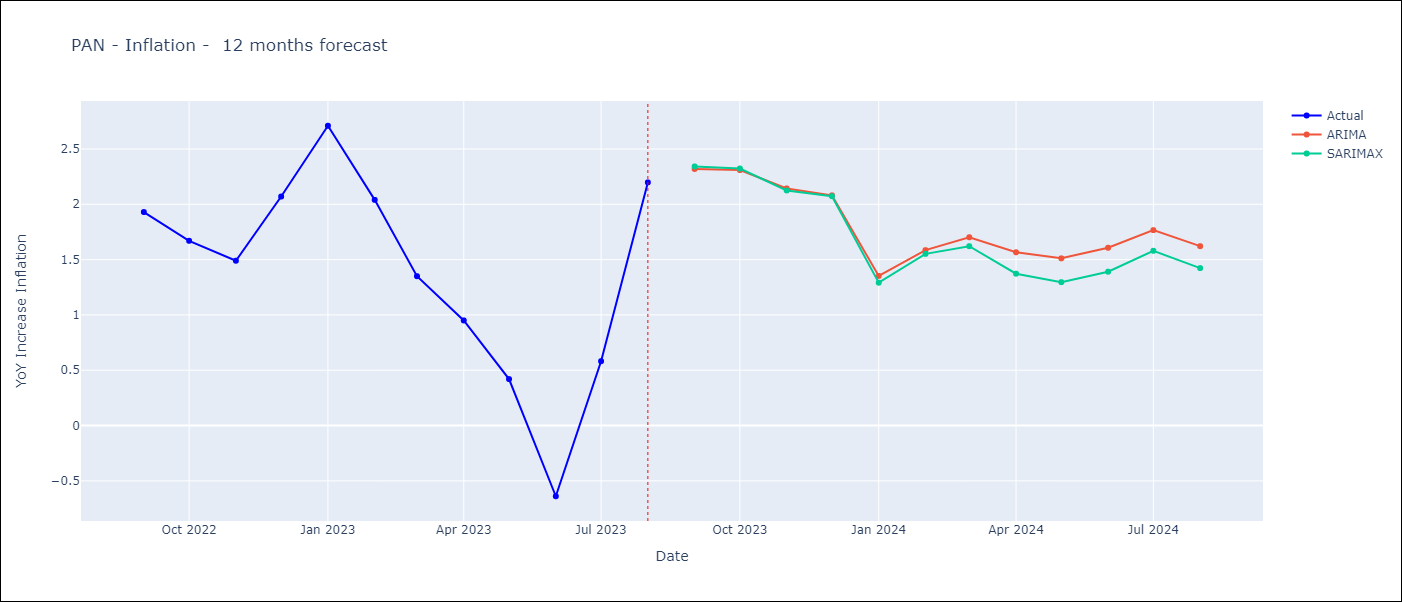 PAN - Inflation -  12 months forecast
Actual
ARIMA
SARIMAX
YoY Increase Inflation
2.5
2
1.5
1
0.5
0
−0.5
Oct 2022
Jan 2023
Apr 2023
Jul 2023
Oct 2023
Jan 2024
Apr 2024
Jul 2024
Date